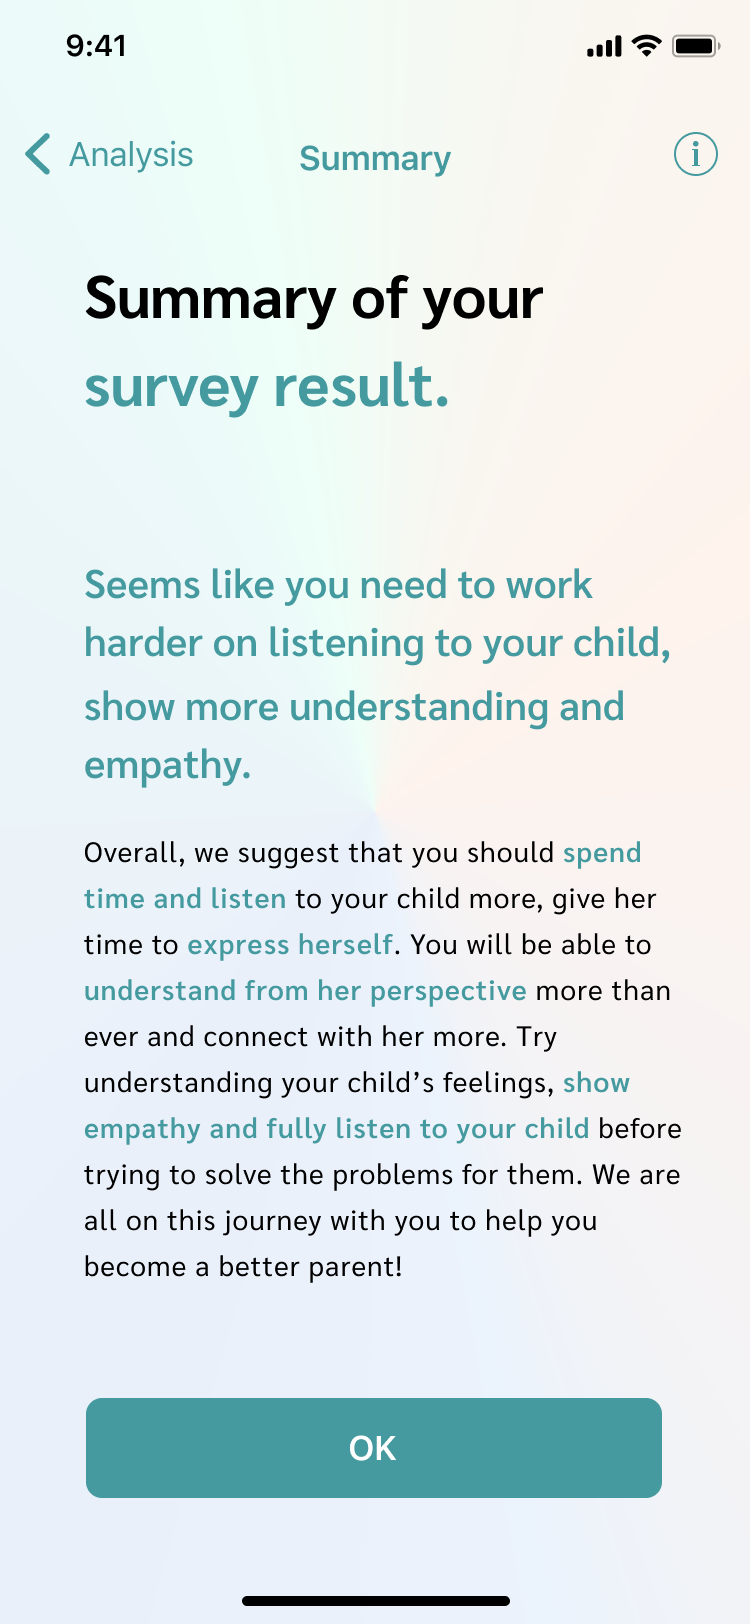 9:41
Analysis
Summary
i
Summary of your
survey result.
Seems like you need to work
harder on listening to your child,
show more understanding and
empathy.
Overall, we suggest that you should spend
time and listen to your child more, give her
time to express herself. You will be able to
understand from her perspective more than
ever and connect with her more. Try
understanding your child’s feelings, show
empathy and fully listen to your child before
trying to solve the problems for them. We are
all on this journey with you to help you
become a better parent!
OK